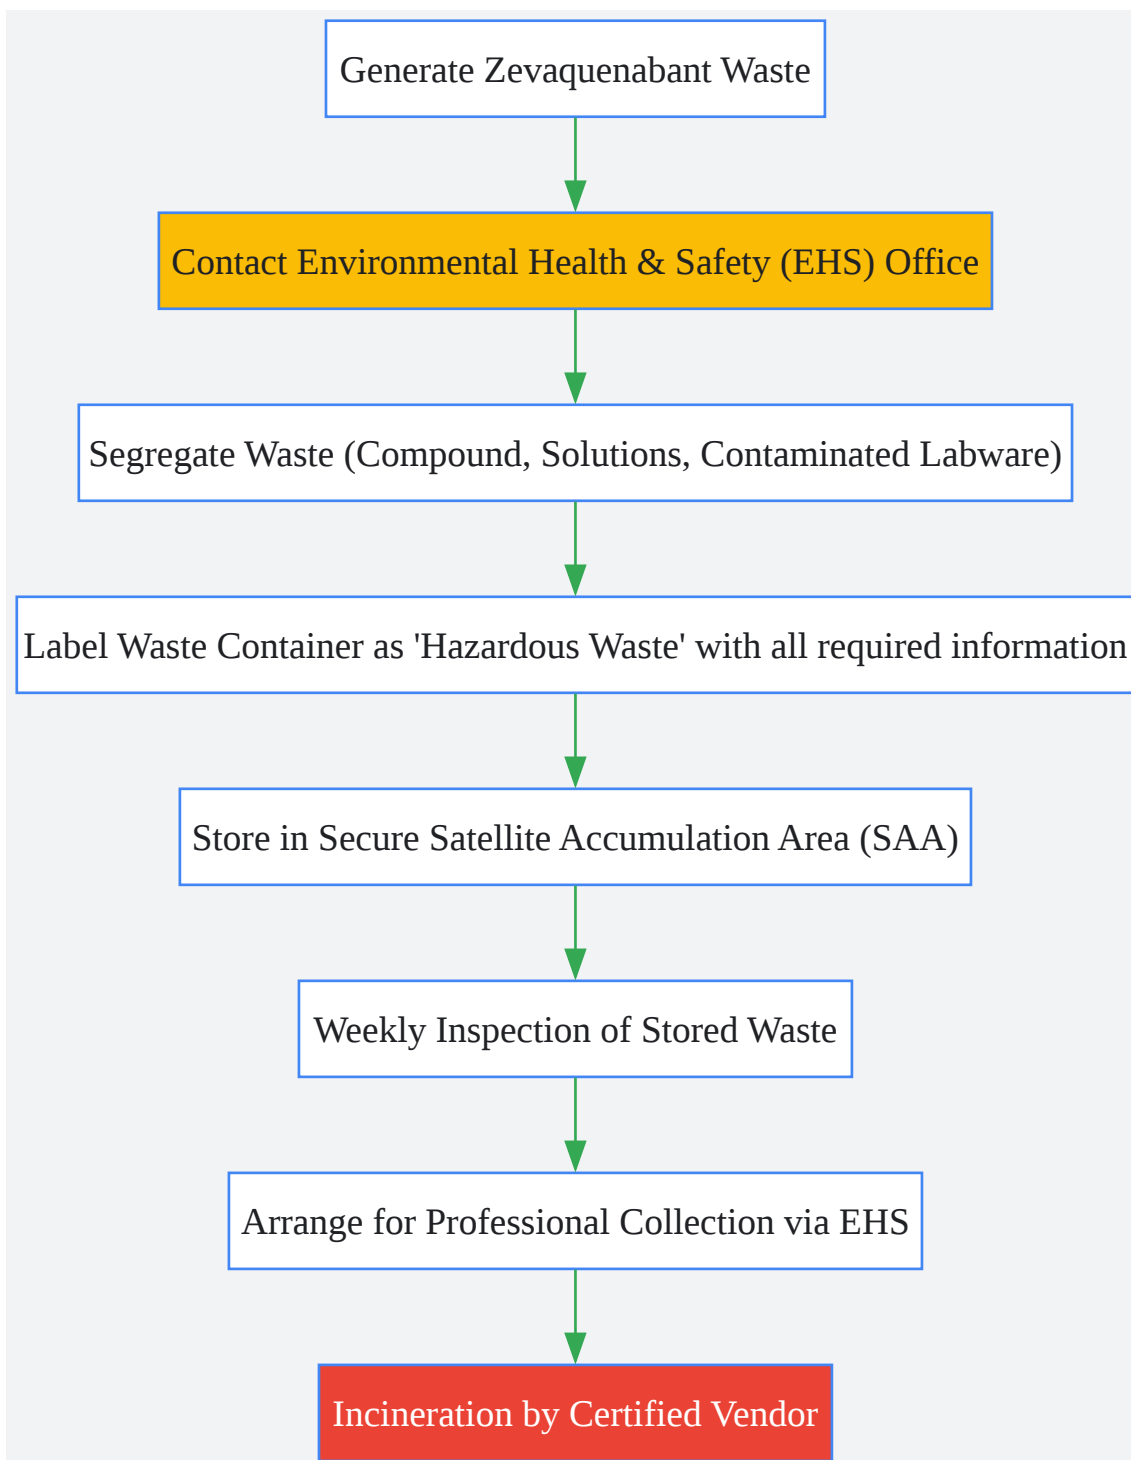 Generate Zevaquenabant Waste
Contact Environmental Health & Safety (EHS) Office
Segregate Waste (Compound, Solutions, Contaminated Labware)
Label Waste Container as 'Hazardous Waste' with all required information
Store in Secure Satellite Accumulation Area (SAA)
Weekly Inspection of Stored Waste
Arrange for Professional Collection via EHS
Incineration by Certified Vendor